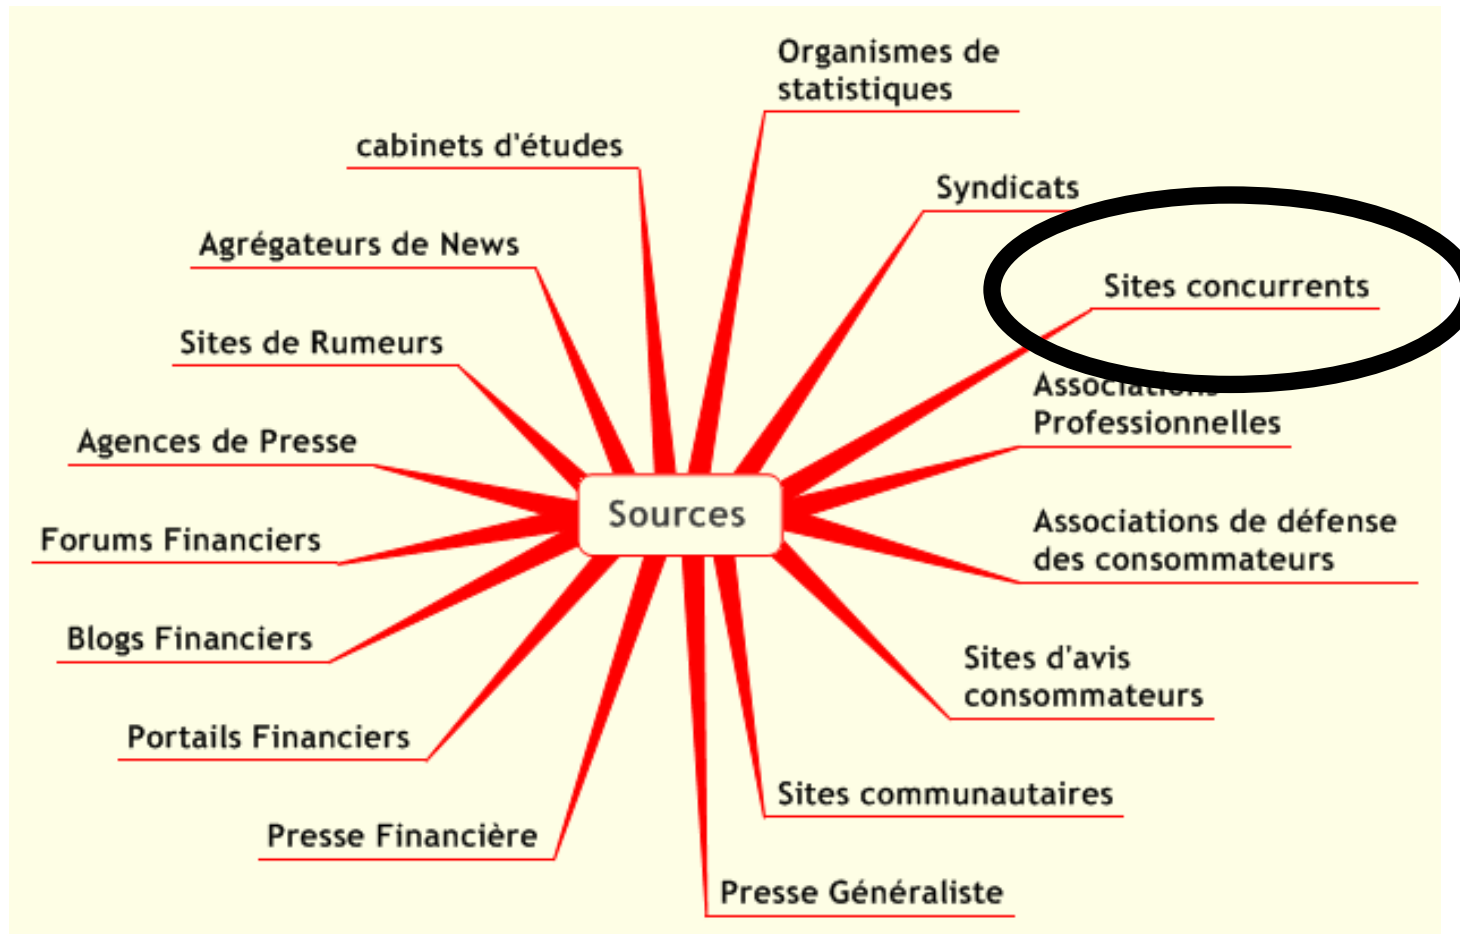 Organismes de
statistiques
cabinets d'études
Syndicats
Agrégateurs de News
Sites concurrents
Sites de Rumeurs
Associations
Professionnelles
Agences de Presse
Sources
Associations de défense
des consommateurs
Forums Financiers
Blogs Financiers
Sites d'avis
consommateurs
Portails Financiers
Sites communautaires
Presse Financière
Presse Généraliste